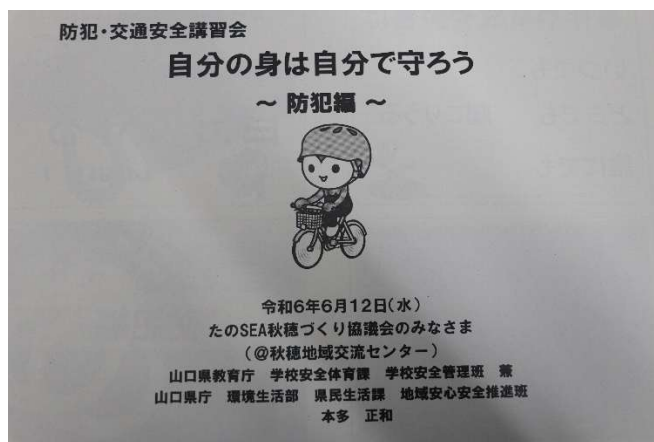 防犯・交通安全講習会
自分の身は自分で守ろう
～ 防犯編 ～
令和6年6月12日(水)
たのSEA秋穂づくり協議会のみなさま
(@秋穂地域交流センター)
山口県教育庁　学校安全体育課　学校安全管理班　兼
山口県庁　環境生活部　県民生活課　地域安心安全推進班
本多　正和